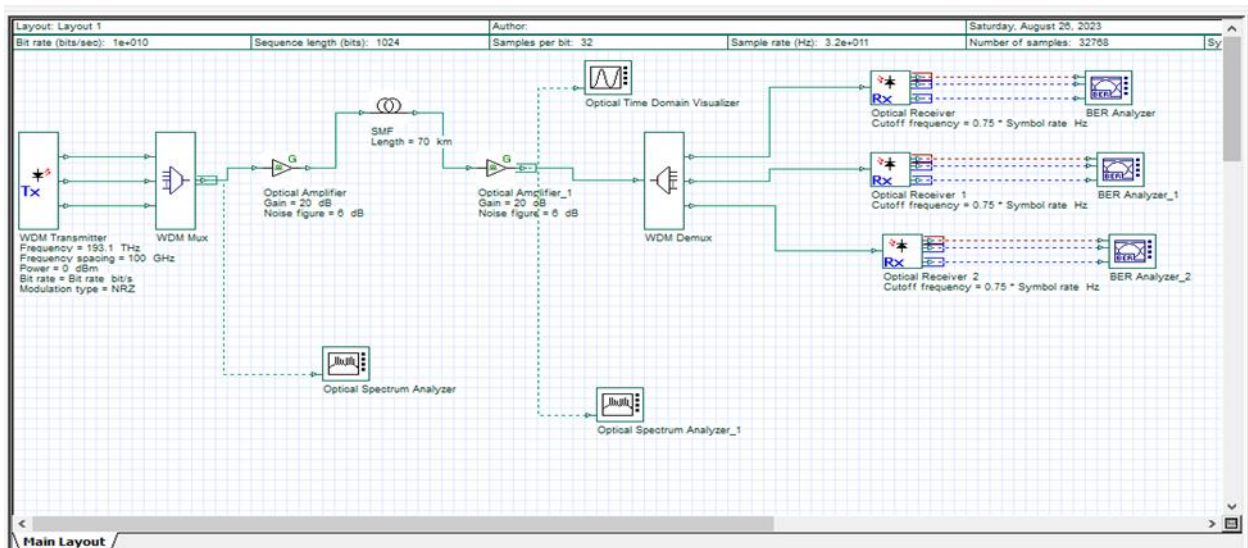 Layout: Layout 1
Author:
Saturday, August 26, 2023
Bit rate (bits/sec): 1e+010
Sequence length (bits): 1024
Samples per bit: 32
Sample rate (Hz): 3.2e+011
Number of samples: 32768
Sy
Optical Time Domain Visualizer
Rx
Optical Receiver
Cutoff frequency = 0.75 * Symbol rate Hz
BER
BER Analyzer
SMF
Length = 70 km
G
Optical Amplifier
Gain = 20 dB
Noise figure = 6 dB
G
Optical Amplifier_1
Gain = 20 dB
Noise figure = 6 dB
Rx
Optical Receiver 1
Cutoff frequency = 0.75 * Symbol rate Hz
BER
BER Analyzer_1
Tx
WDM Transmitter
Frequency = 193.1 THz
Frequency spacing = 100 GHz
Power = 0 dBm
Bit rate = Bit rate bit/s
Modulation type = NRZ
WDM Mux
WDM Demux
Rx
Optical Receiver 2
Cutoff frequency = 0.75 * Symbol rate Hz
BER
BER Analyzer_2
Optical Spectrum Analyzer
Optical Spectrum Analyzer_1
Main Layout